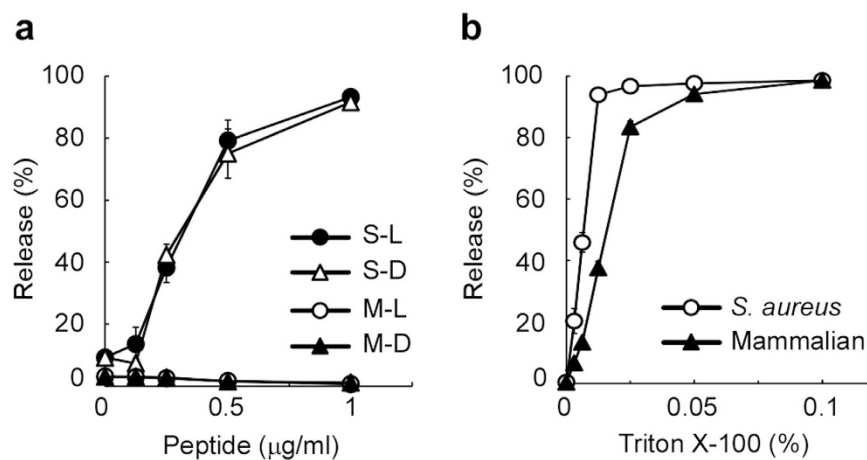 a
100
80
60
40
20
0
Release (%)
S-L
S-D
M-L
M-D
0
0.5
1
Peptide (μg/ml)
b
100
80
60
40
20
0
Release (%)
S. aureus
Mammalian
0
0.05
0.1
Triton X-100 (%)